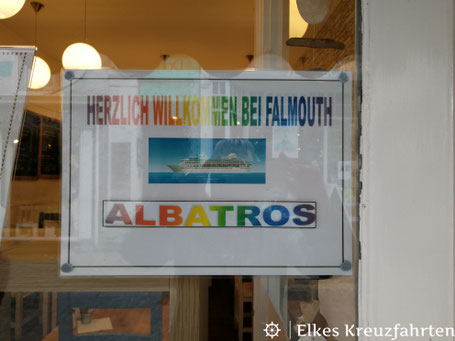 HERZLICH WILLKOMMEN BEI FALMOUTH
ALBATROS
| Elkes Kreuzfahrten